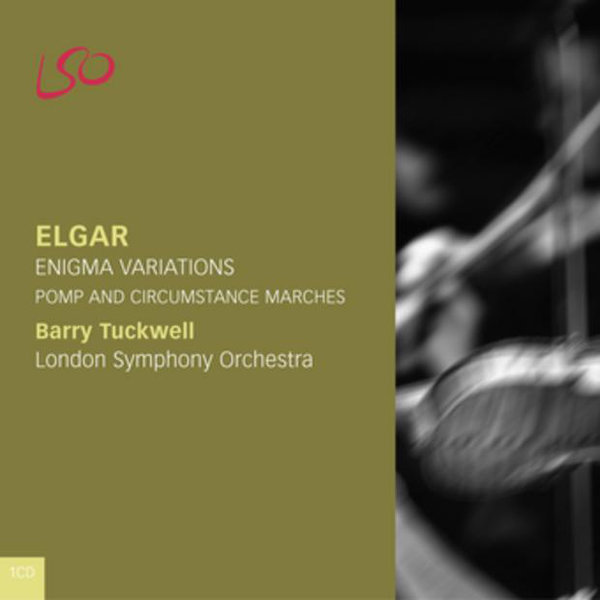 LSO
ELGAR
ENIGMA VARIATIONS
POMP AND CIRCUMSTANCE MARCHES
Barry Tuckwell
London Symphony Orchestra
1CD